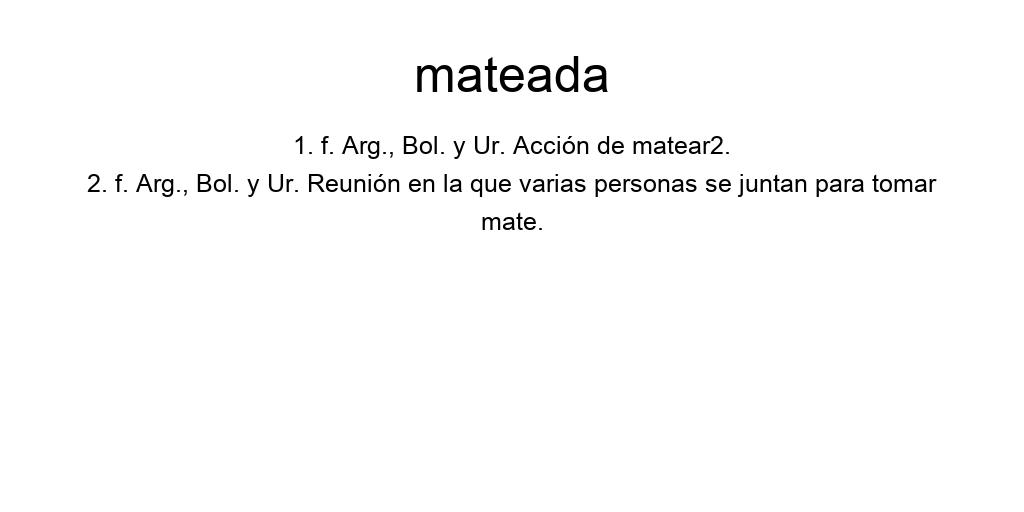 mateada
1. f. Arg., Bol. y Ur. Acción de matear2.
2. f. Arg., Bol. y Ur. Reunión en la que varias personas se juntan para tomar
mate.